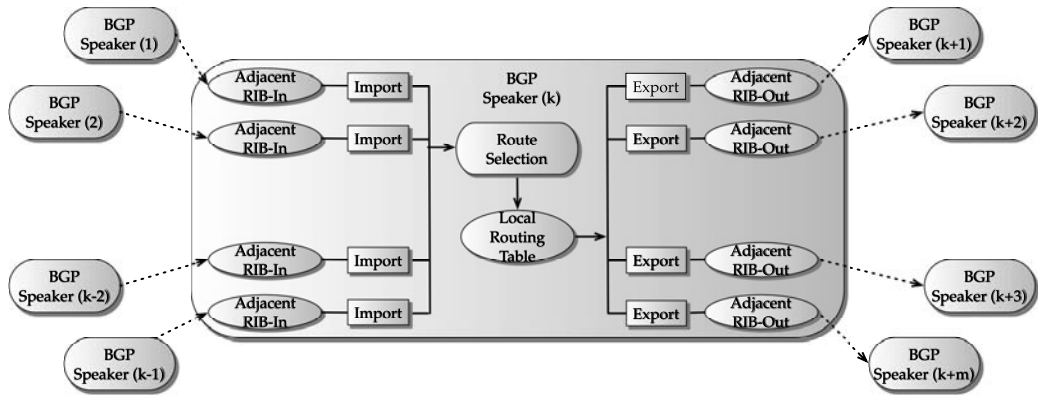 BGP
Speaker (1)
BGP
Speaker (2)
BGP
Speaker (k-2)
BGP
Speaker (k-1)
Adjacent
RIB-In
Import
Adjacent
RIB-In
Import
Adjacent
RIB-In
Import
Adjacent
RIB-In
Import
BGP
Speaker (k)
Route
Selection
Local
Routing
Table
Export
Adjacent
RIB-Out
Export
Adjacent
RIB-Out
Export
Adjacent
RIB-Out
Export
Adjacent
RIB-Out
BGP
Speaker (k+1)
BGP
Speaker (k+2)
BGP
Speaker (k+3)
BGP
Speaker (k+m)